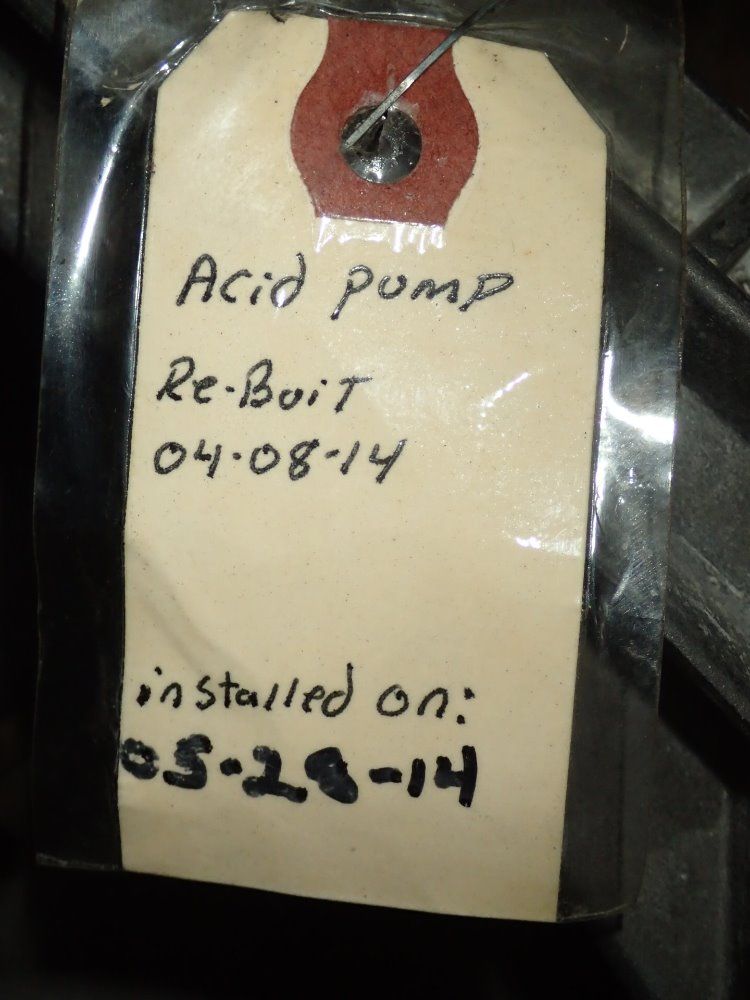 Acid pump
Re-Buit
04-08-14
installed on:
05-28-14